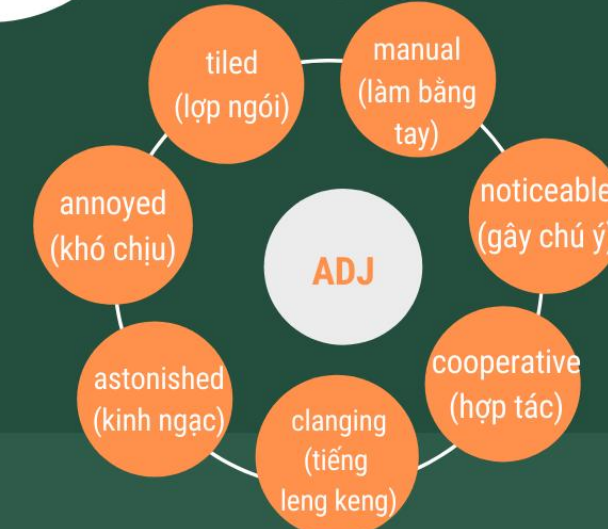 tiled
(lợp ngói)
manual
(làm bằng
tay)
noticeable
(gây chú ý)
annoyed
(khó chịu)
ADJ
cooperative
(hợp tác)
astonished
(kinh ngạc)
clanging
(tiếng
leng keng)